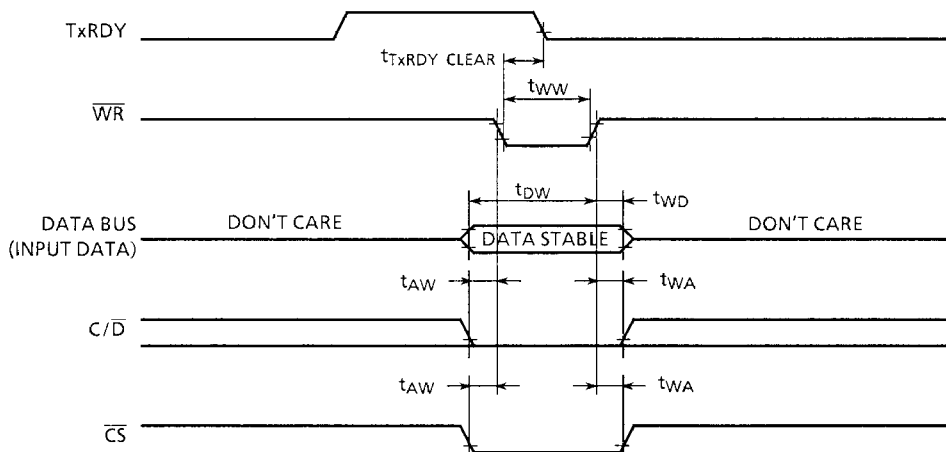 TxRDY
tTxRDY CLEAR
tWW
WR
tDW
tWD
DATA BUS
(INPUT DATA)
DON'T CARE
DATA STABLE
DON'T CARE
tAW
tWA
C/D
tAW
tWA
CS